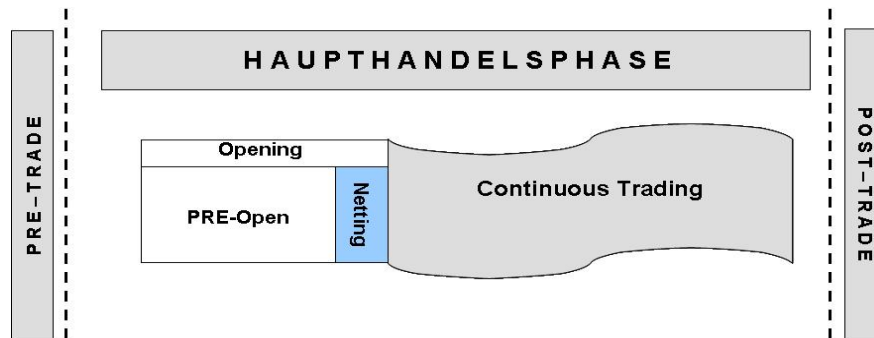 PRE-TRADE
HAUPTHANDELSPHASE
Opening
PRE-Open
Netting
Continuous Trading
POST-TRADE